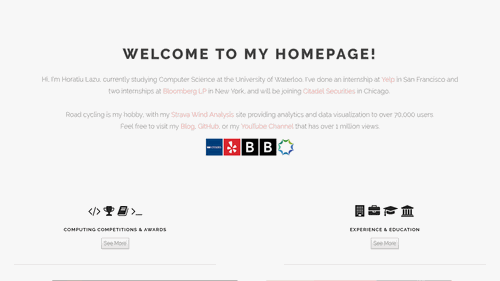 WELCOME TO MY HOMEPAGE!
Hi, I'm Horatiu Lazu, currently studying Computer Science at the University of Waterloo. I've done an internship at Yelp in San Francisco and
two internships at Bloomberg LP in New York, and will be joining Citadel Securities in Chicago.
Road cycling is my hobby, with my Strava Wind Analysis site providing analytics and data visualization to over 70,000 users.
Feel free to visit my Blog, GitHub, or my YouTube Channel that has over 1 million views.
B B
COMPUTING COMPETITIONS & AWARDS
See More
EXPERIENCE & EDUCATION
See More